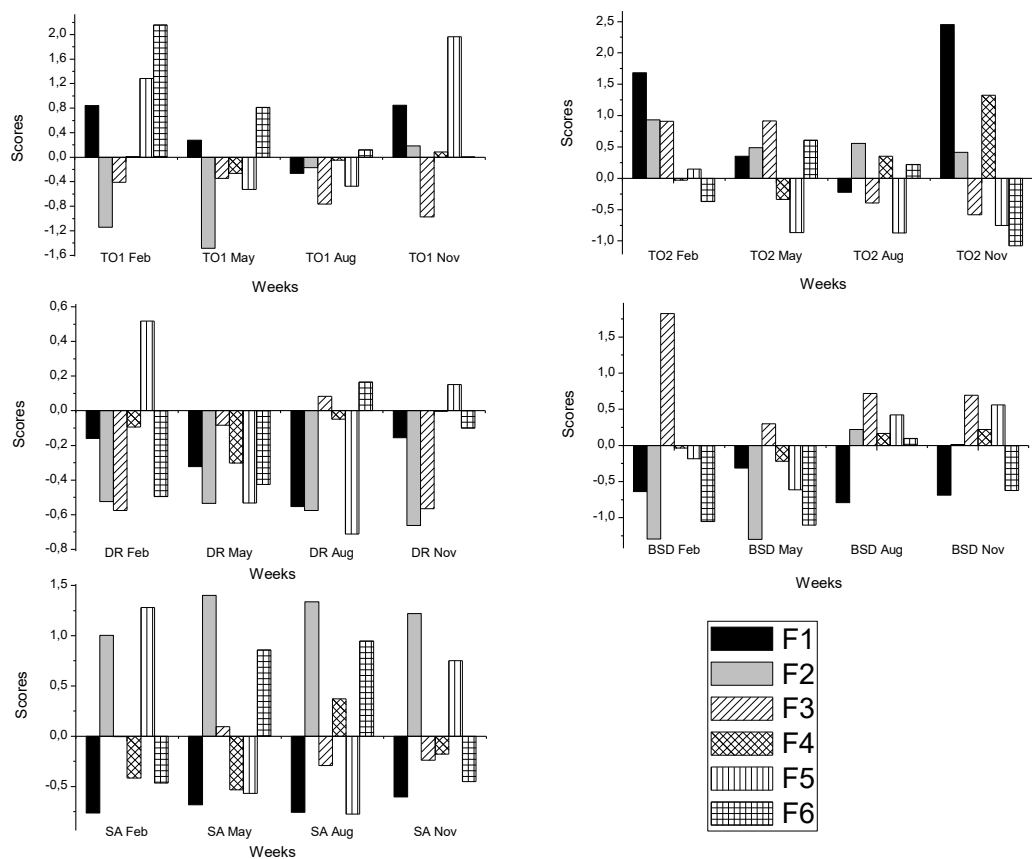 2,0
1,6
1,2
0,8
0,4
0,0
-0,4
-0,8
-1,2
-1,6
Scores
TO1 Feb TO1 May TO1 Aug TO1 Nov
Weeks
2,5
2,0
1,5
1,0
0,5
0,0
-0,5
-1,0
Scores
TO2 Feb TO2 May TO2 Aug TO2 Nov
Weeks
0,6
0,4
0,2
0,0
-0,2
-0,4
-0,6
-0,8
Scores
DR Feb DR May DR Aug DR Nov
Weeks
1,5
1,0
0,5
0,0
-0,5
-1,0
Scores
BSD Feb BSD May BSD Aug BSD Nov
Weeks
1,5
1,0
0,5
0,0
-0,5
Scores
SA Feb SA May SA Aug SA Nov
Weeks
F1
F2
F3
F4
F5
F6